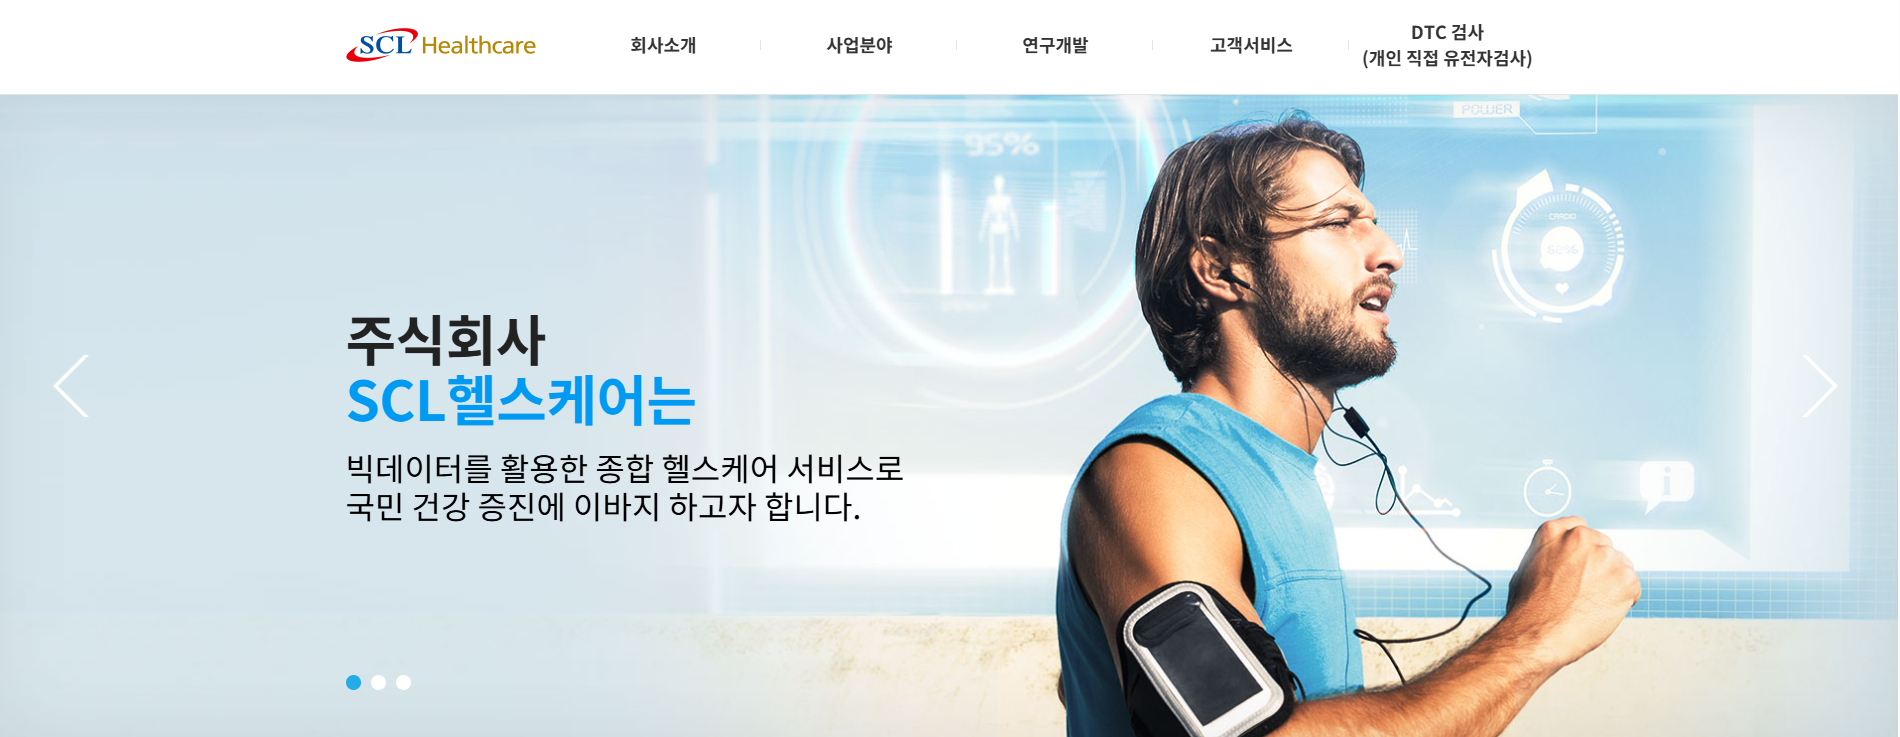 SCL Healthcare
회사소개
사업분야
연구개발
고객서비스
DTC 검사
(개인 직접 유전자검사)
POWER
95%
CARDIO
주식회사
SCL헬스케어는
빅데이터를 활용한 종합 헬스케어 서비스로
국민 건강 증진에 이바지 하고자 합니다.